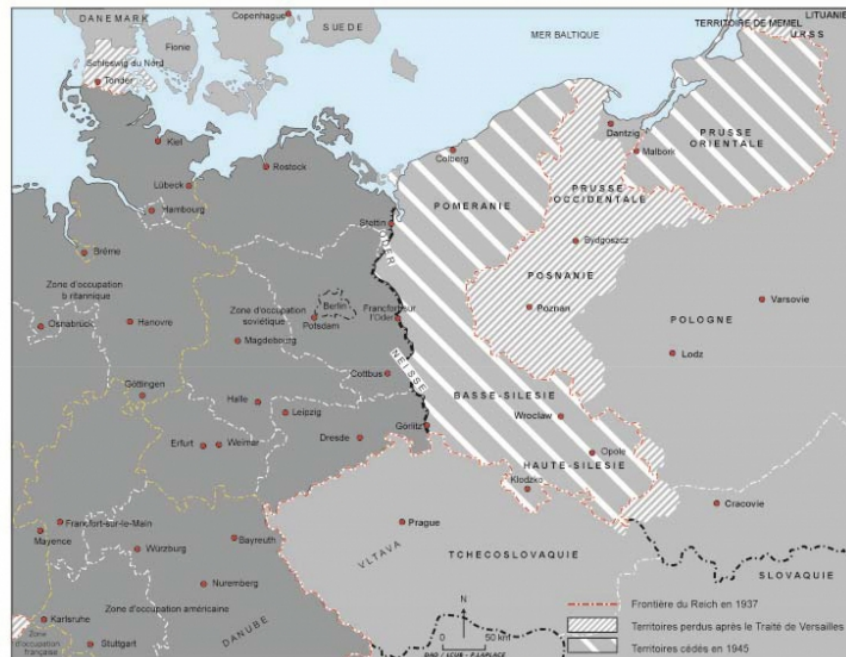 DANEMARK
Copenhague
SUEDE
MER BALTIQUE
LITUANIE
TERRITOIRE DE MEMEL
U.R.S.S
Fionie
Schleswig du Nord
Tonder
Kiel
Rostock
Lübeck
Hambourg
Colberg
Dantzig
Malbork
PRUSSE
ORIENTALE
POMERANIE
PRUSSE
OCCIDENTALE
Stettin
ODER
Bydgoszcz
Brême
Zone d'occupation
britannique
Zone d'occupation
soviétique
Berlin
Potsdam
Francfort sur
l'Oder
POSNANIE
Poznan
Varsovie
POLOGNE
Osnabrück
Hanovre
Magdebourg
Lodz
NEISSE
Cottbus
Göttingen
BASSE-SILESIE
Halle
Leipzig
Wroclaw
Görlitz
Erfurt
Weimar
Dresde
Opole
HAUTE-SILESIE
Klodzko
Cracovie
Francfort-sur-le-Main
Mayence
Würzburg
Bayreuth
Prague
VLTAVA
TCHECOSLOVAQUIE
SLOVAQUIE
Nuremberg
Zone d'occupation américaine
DANUBE
Karlsruhe
Zone
d'occupation
française
Stuttgart
N
0 50 km
DAO / LCUB - P.LAPLACE
Frontière du Reich en 1937
Territoires perdus après le Traité de Versailles
Territoires cédés en 1945